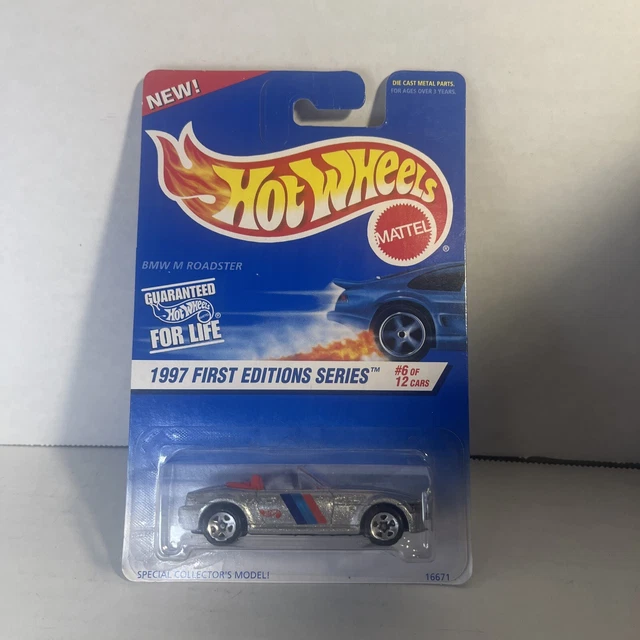 NEW!
DIE CAST METAL PARTS.
FOR AGES OVER 3 YEARS.
HOT WHEELS
MATTEL
®
BMW M ROADSTER
GUARANTEED
Hot Wheels ®
FOR LIFE
1997 FIRST EDITIONS SERIES™
#6 OF
12 CARS
SPECIAL COLLECTOR'S MODEL!
16671